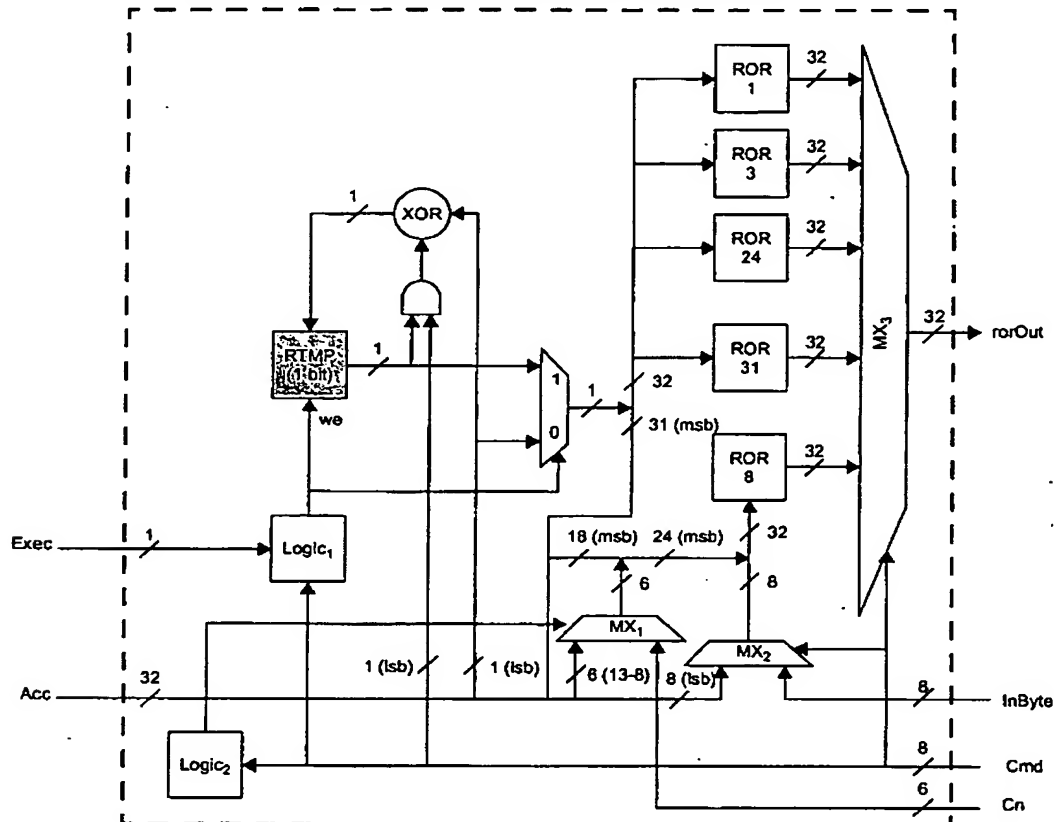 ROR
1
32
ROR
3
32
ROR
24
32
ROR
31
32
ROR
8
32
MX3
32
rorOut
1
XOR
RTMP
(1 bit)
1
we
1
0
1
32
31 (msb)
Exec
1
Logic1
18 (msb)
24 (msb)
32
6
8
MX1
MX2
1 (lsb)
1 (lsb)
6 (13-8)
8 (lsb)
Acc
32
8
InByte
Logic2
8
Cmd
6
Cn